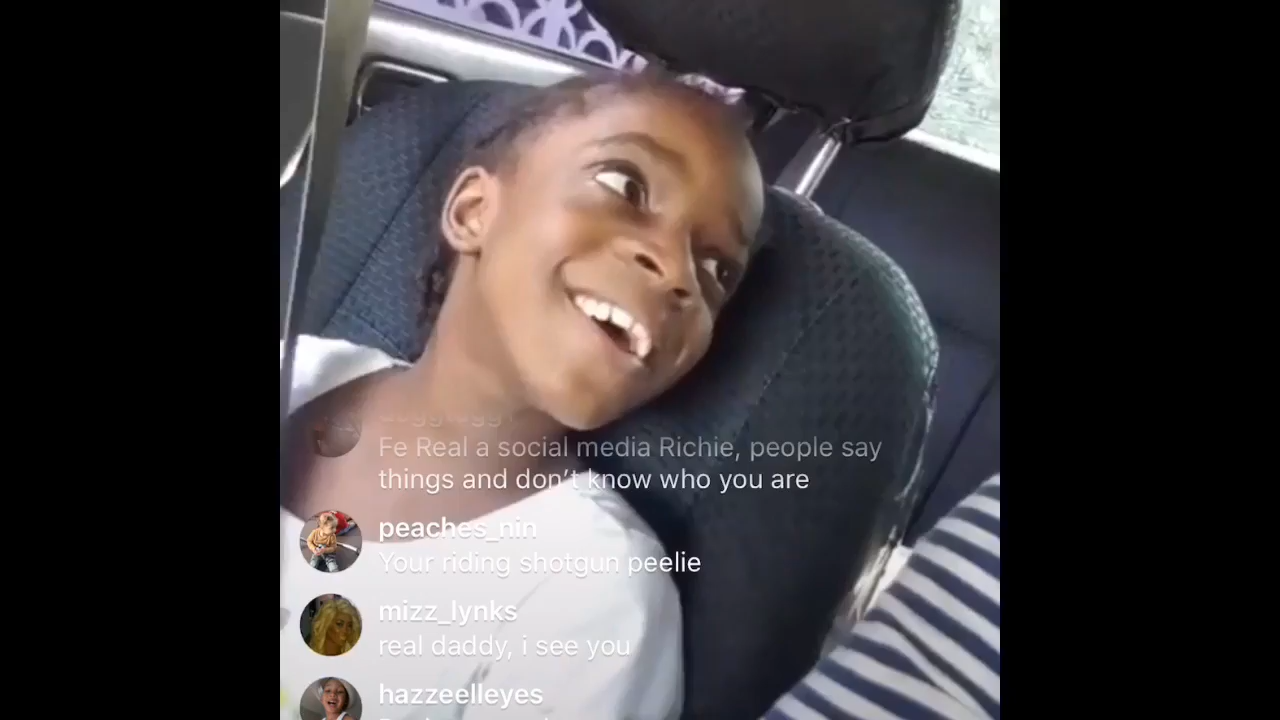 Fe Real a social media Richie, people say
things and don't know who you are
peaches_nin
Your riding shotgun peelie
mizz_lynks
real daddy, i see you
hazzeelleyes